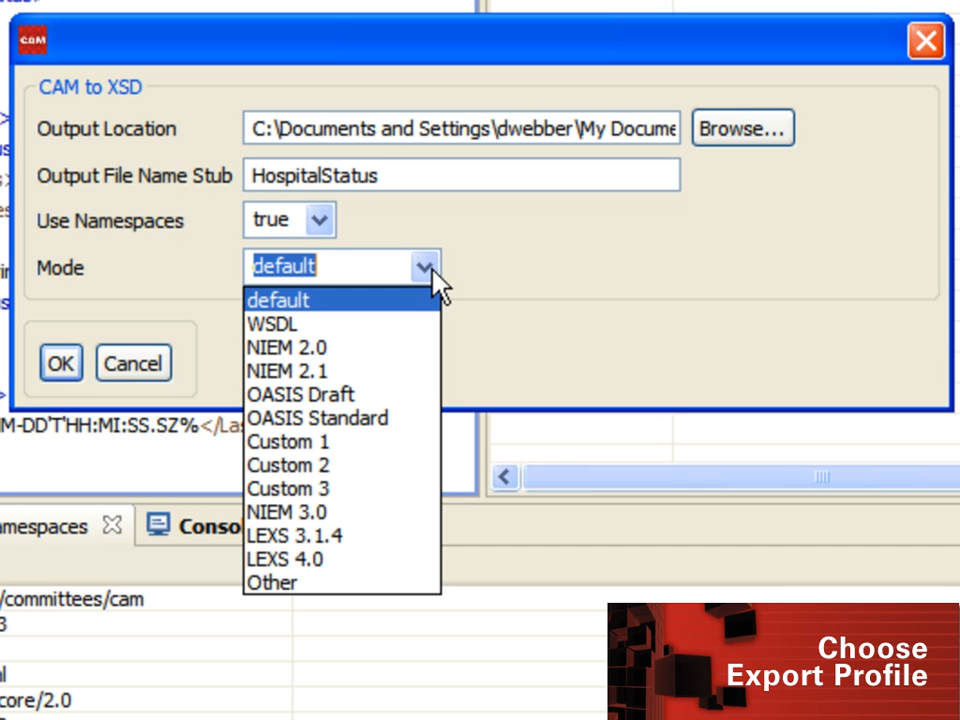 CAM
CAM to XSD
Output Location
C:\Documents and Settings\dwebber\My Docume
Browse...
Output File Name Stub
HospitalStatus
Use Namespaces
true
Mode
default
default
WSDL
NIEM 2.0
NIEM 2.1
OASIS Draft
OASIS Standard
Custom 1
Custom 2
Custom 3
NIEM 3.0
LEXS 3.1.4
LEXS 4.0
Other
OK
Cancel
M-DD'T'HH:MI:SS.SZ%</Las
amespaces
Conso
/committees/cam
3
core/2.0
Choose
Export Profile